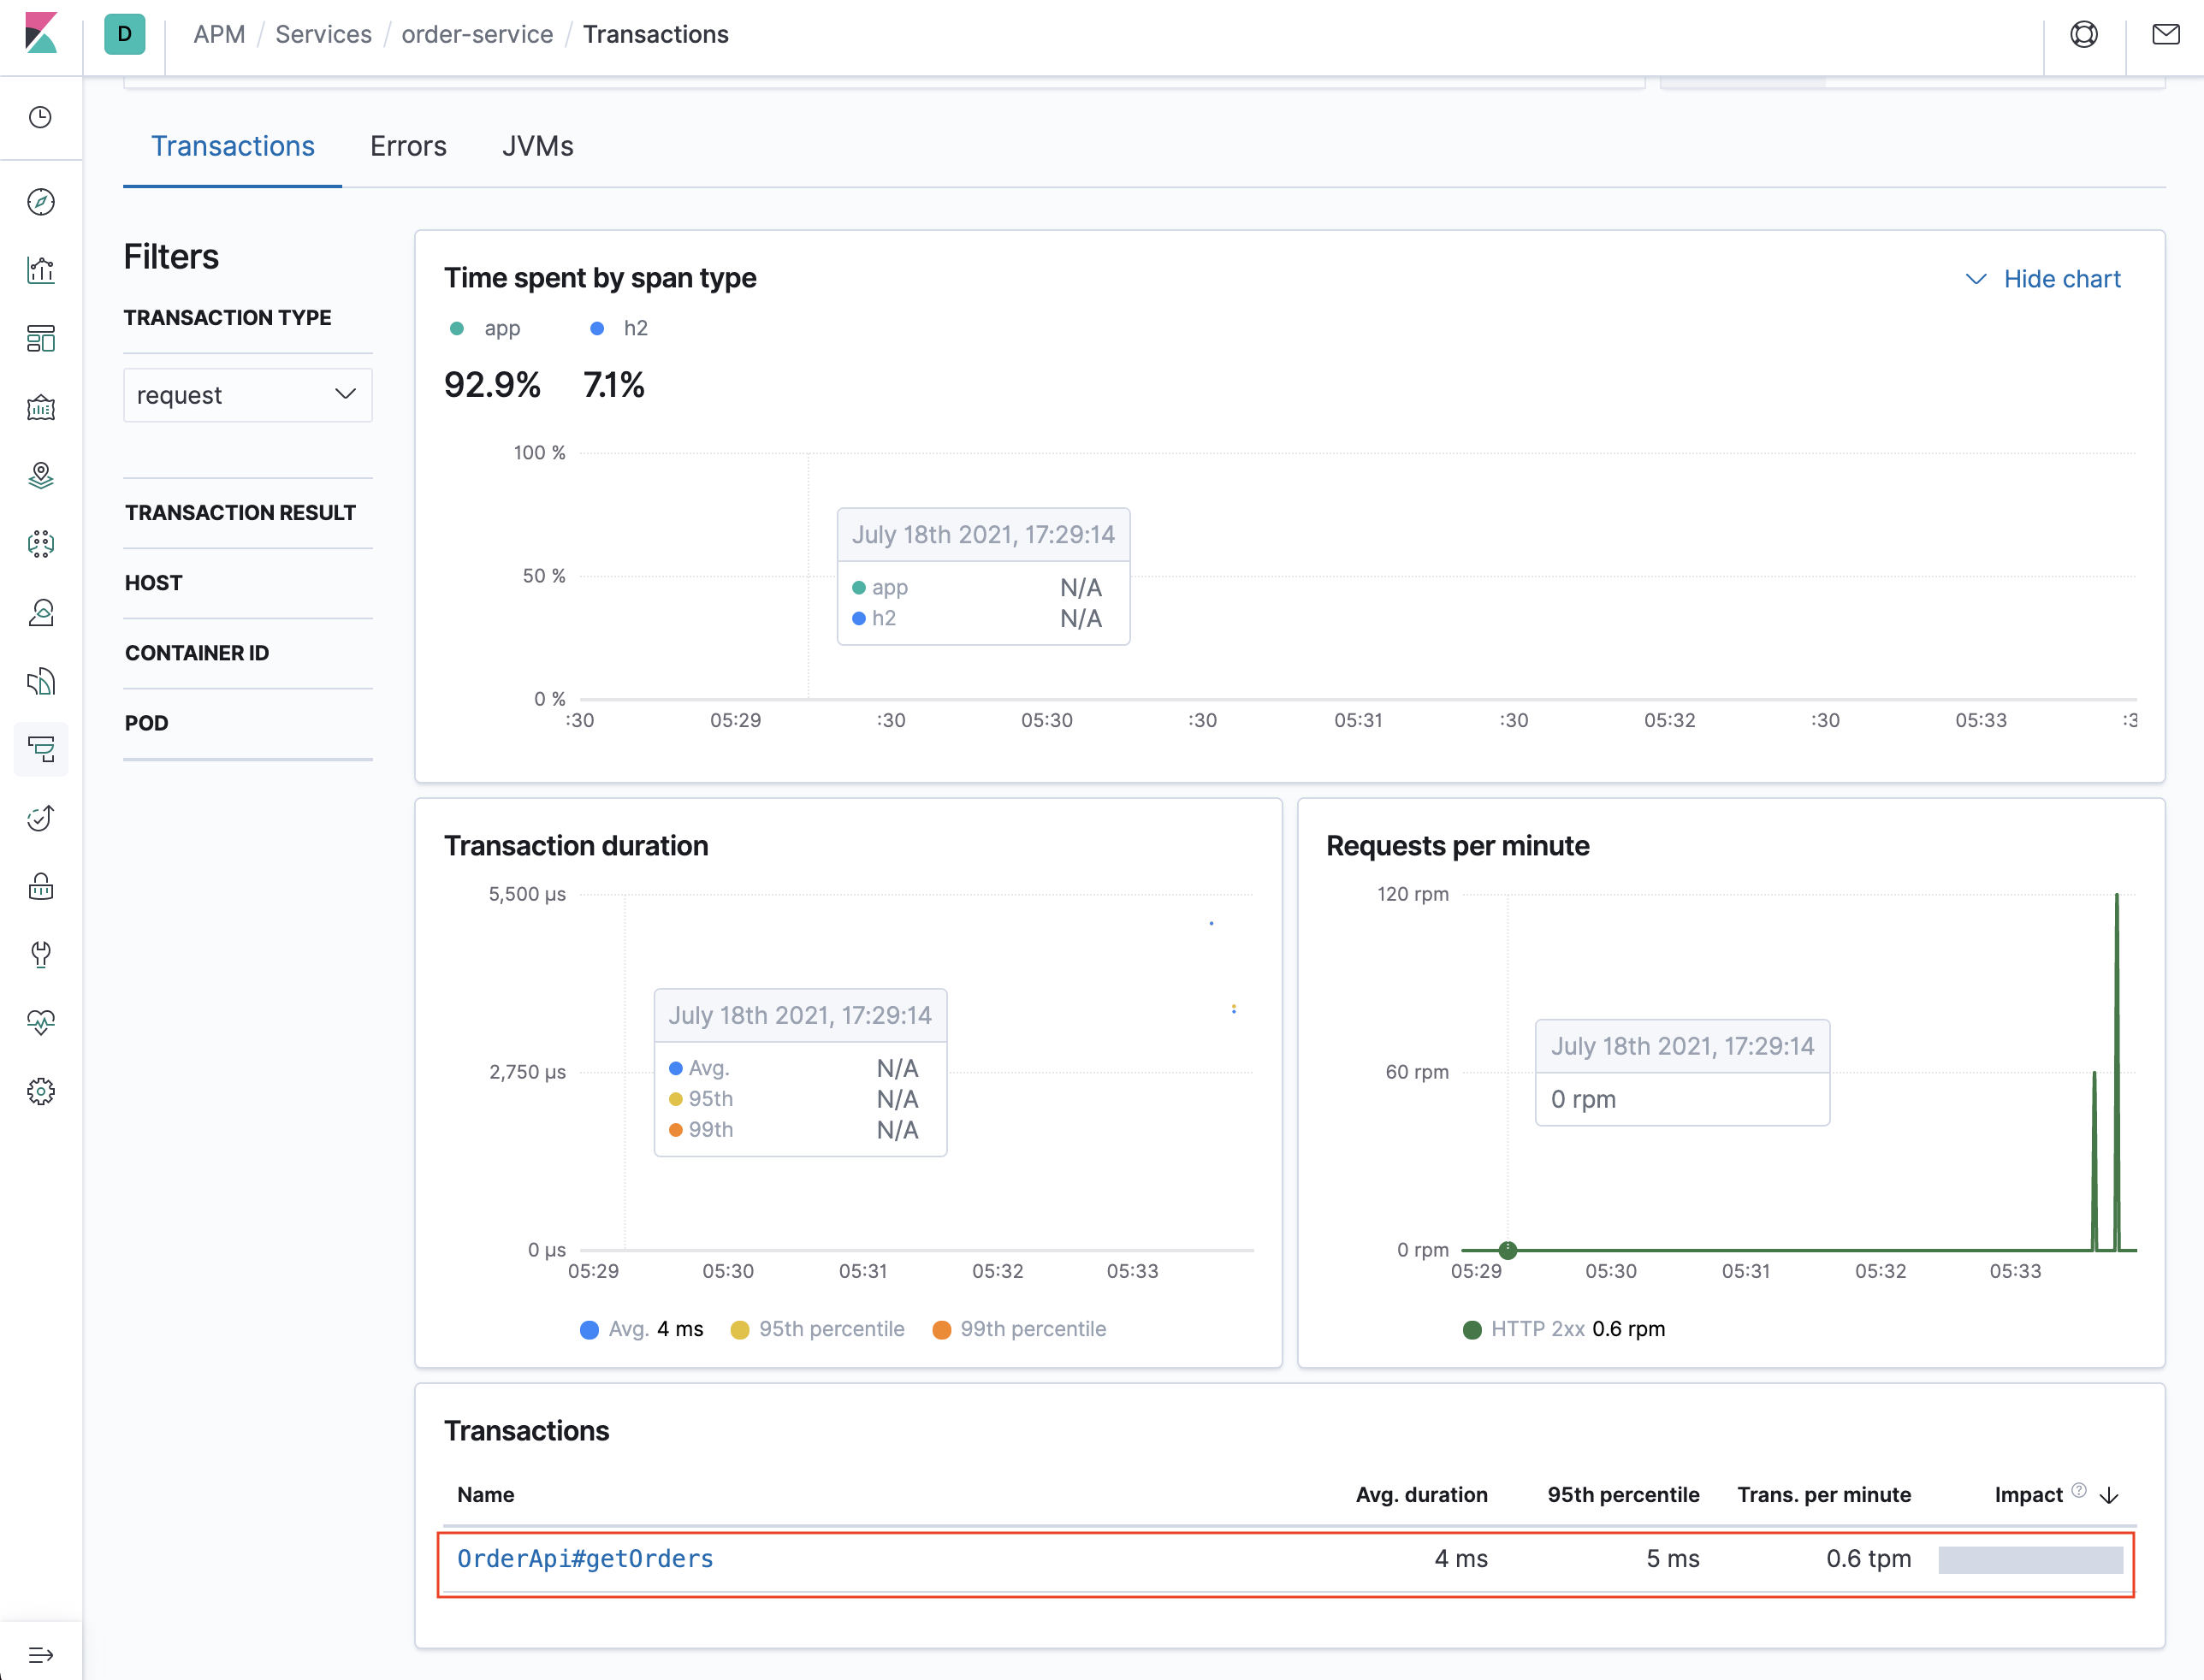 D
APM / Services / order-service / Transactions
Transactions
Errors
JVMs
Filters
TRANSACTION TYPE
request
TRANSACTION RESULT
HOST
CONTAINER ID
POD
Time spent by span type
Hide chart
app
h2
92.9%
7.1%
100 %
50 %
0 %
July 18th 2021, 17:29:14
app N/A
h2 N/A
:30 05:29 :30 05:30 :30 05:31 :30 05:32 :30 05:33
Transaction duration
5,500 μs
2,750 μs
0 μs
July 18th 2021, 17:29:14
Avg. N/A
95th N/A
99th N/A
05:29 05:30 05:31 05:32 05:33
Avg. 4 ms 95th percentile 99th percentile
Requests per minute
120 rpm
60 rpm
0 rpm
July 18th 2021, 17:29:14
0 rpm
05:29 05:30 05:31 05:32 05:33
HTTP 2xx 0.6 rpm
Transactions
Name Avg. duration 95th percentile Trans. per minute Impact ?
OrderApi#getOrders 4 ms 5 ms 0.6 tpm